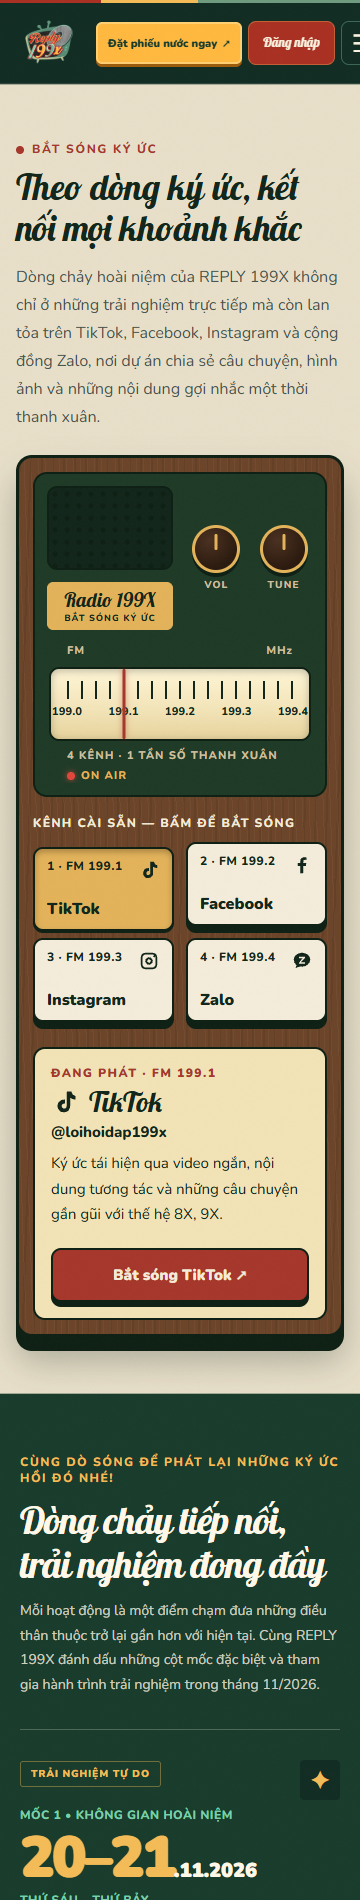 Reply 199x
Đặt phiếu nước ngay ↗
Đăng nhập
BẮT SÓNG KÝ ỨC
Theo dòng ký ức, kết
nối mọi khoảnh khắc
Dòng chảy hoài niệm của REPLY 199X không
chỉ ở những trải nghiệm trực tiếp mà còn lan
tỏa trên TikTok, Facebook, Instagram và cộng
đồng Zalo, nơi dự án chia sẻ câu chuyện, hình
ảnh và những nội dung gợi nhắc một thời
thanh xuân.
Radio 199X
BẮT SÓNG KÝ ỨC
VOL
TUNE
FM
MHz
199.0 199.1 199.2 199.3 199.4
4 KÊNH · 1 TẦN SỐ THANH XUÂN
ON AIR
KÊNH CÀI SẴN — BẤM ĐỂ BẮT SÓNG
1 · FM 199.1
TikTok
2 · FM 199.2
Facebook
3 · FM 199.3
Instagram
4 · FM 199.4
Zalo
ĐANG PHÁT · FM 199.1
TikTok
@loihoidap199x
Ký ức tái hiện qua video ngắn, nội
dung tương tác và những câu chuyện
gần gũi với thế hệ 8X, 9X.
Bắt sóng TikTok ↗
CÙNG DÒ SÓNG ĐỂ PHÁT LẠI NHỮNG KÝ ỨC
HỒI ĐÓ NHÉ!
Dòng chảy tiếp nối,
trải nghiệm đong đầy
Mỗi hoạt động là một điểm chạm đưa những điều
thân thuộc trở lại gần hơn với hiện tại. Cùng REPLY
199X đánh dấu những cột mốc đặc biệt và tham
gia hành trình trải nghiệm trong tháng 11/2026.
TRẢI NGHIỆM TỰ DO
MỐC 1 • KHÔNG GIAN HOÀI NIỆM
20–21.11.2026
THỨ SÁU – THỨ BẢY